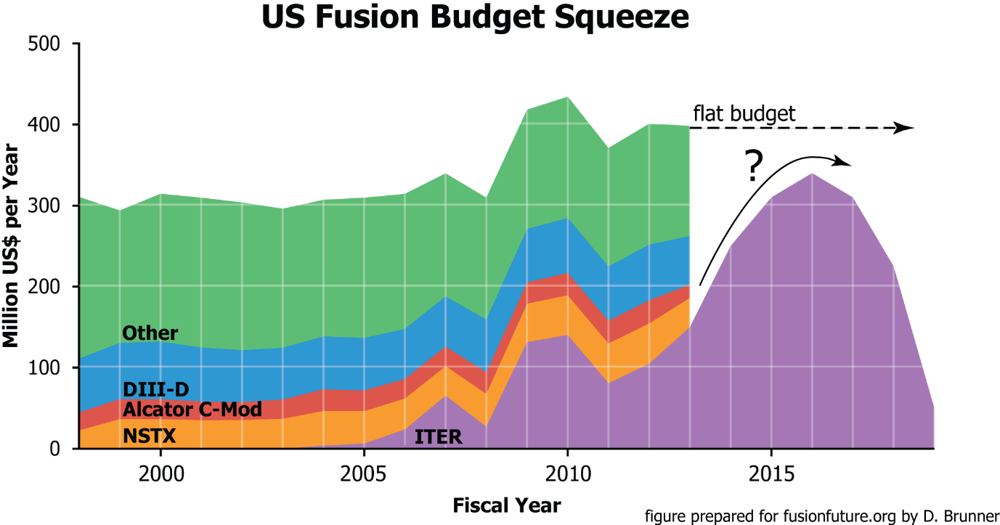 US Fusion Budget Squeeze
Million US$ per Year
500
400
300
200
100
0
flat budget
?
Other
DIII-D
Alcator C-Mod
NSTX
ITER
2000
2005
2010
2015
Fiscal Year
figure prepared for fusionfuture.org by D. Brunner